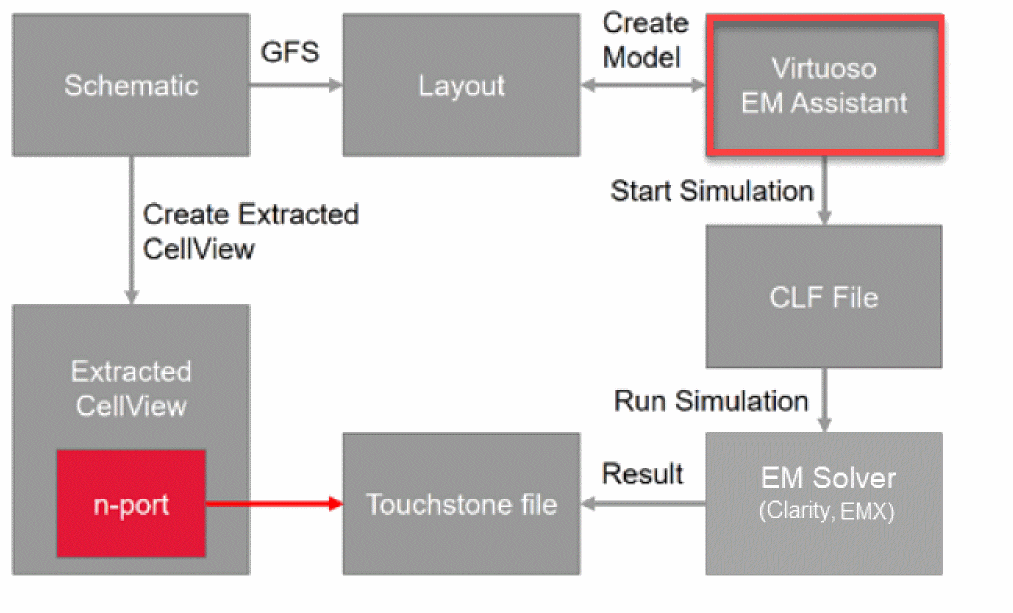 Schematic
GFS
Layout
Create
Model
Virtuoso
EM Assistant
Start Simulation
Create Extracted
CellView
CLF File
Extracted
CellView
Run Simulation
n-port
Touchstone file
Result
EM Solver
(Clarity, EMX)